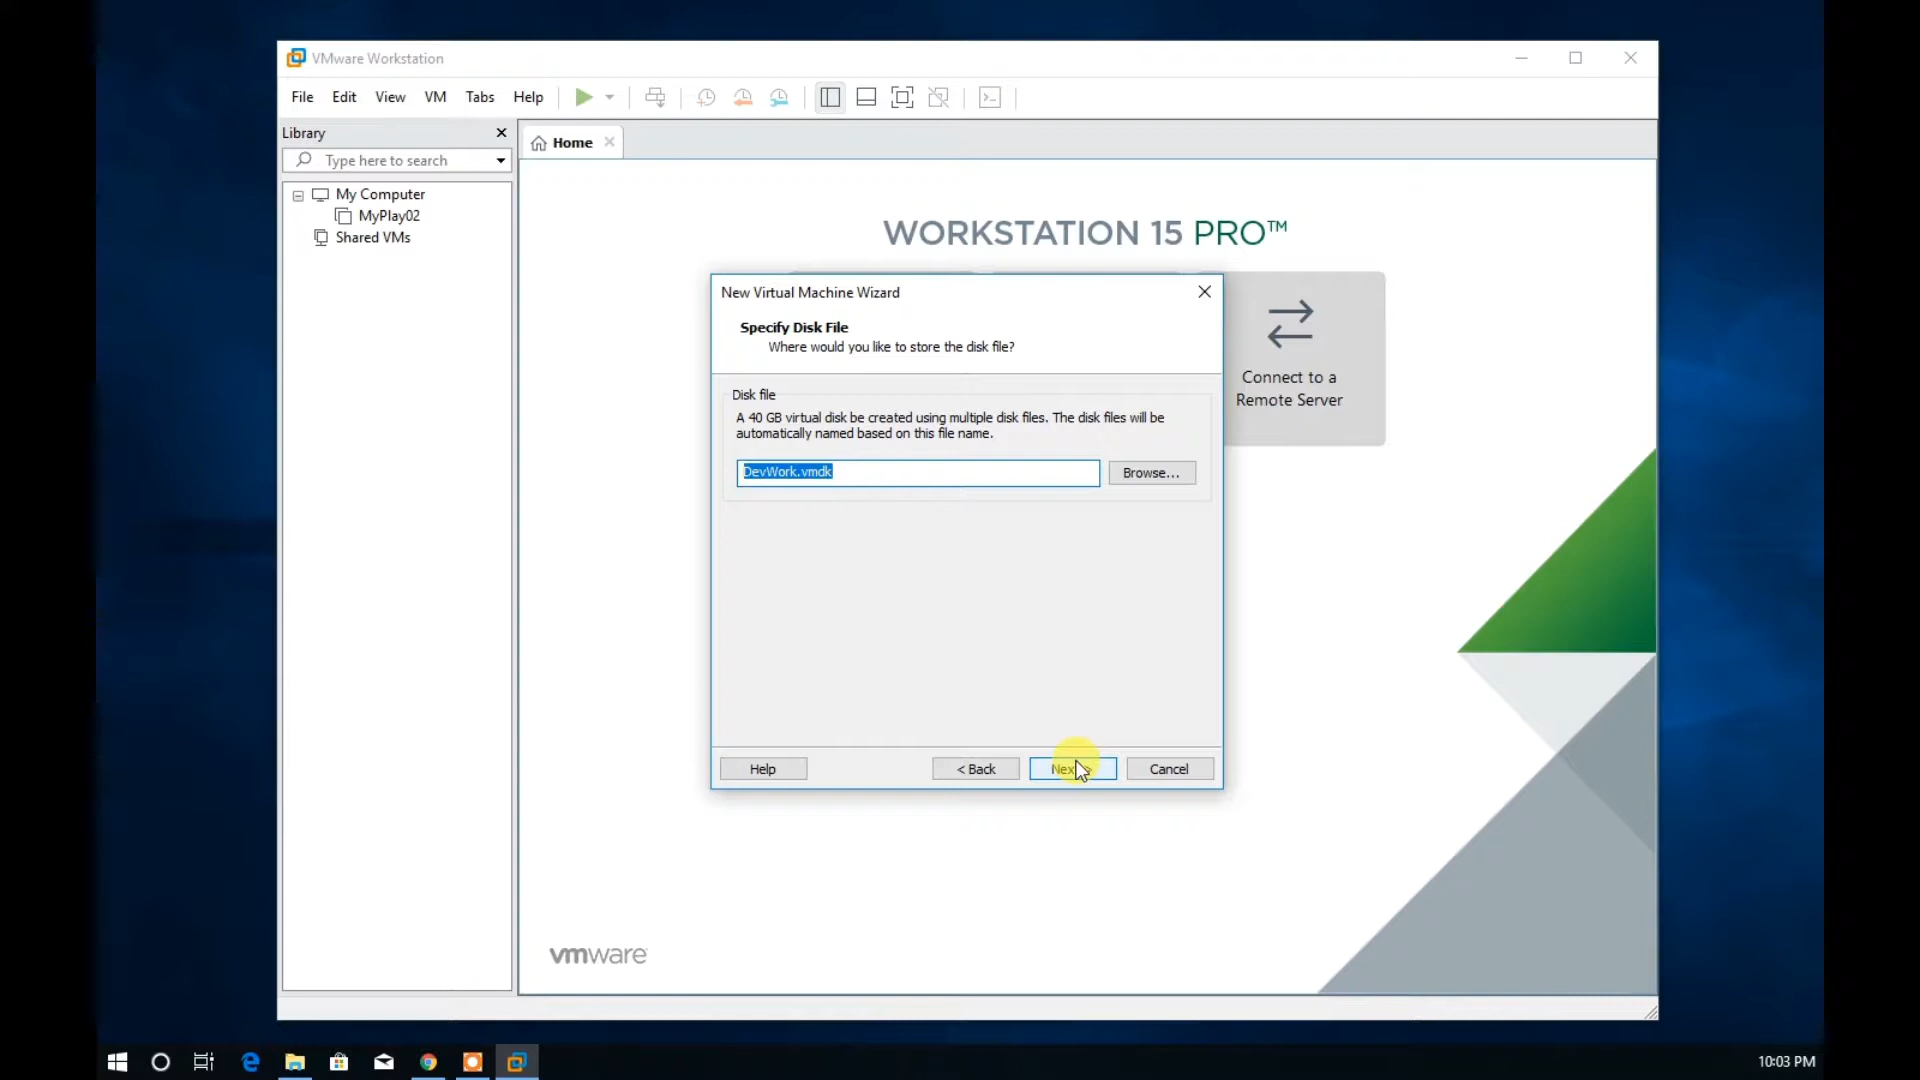 VMware Workstation
File Edit View VM Tabs Help
Library
Home
Type here to search
My Computer
MyPlay02
Shared VMs
WORKSTATION 15 PRO™
New Virtual Machine Wizard
Specify Disk File
Where would you like to store the disk file?
Connect to a
Remote Server
Disk file
A 40 GB virtual disk be created using multiple disk files. The disk files will be
automatically named based on this file name.
DevWork.vmdk
Browse...
Help
< Back
Cancel
vmware
10:03 PM